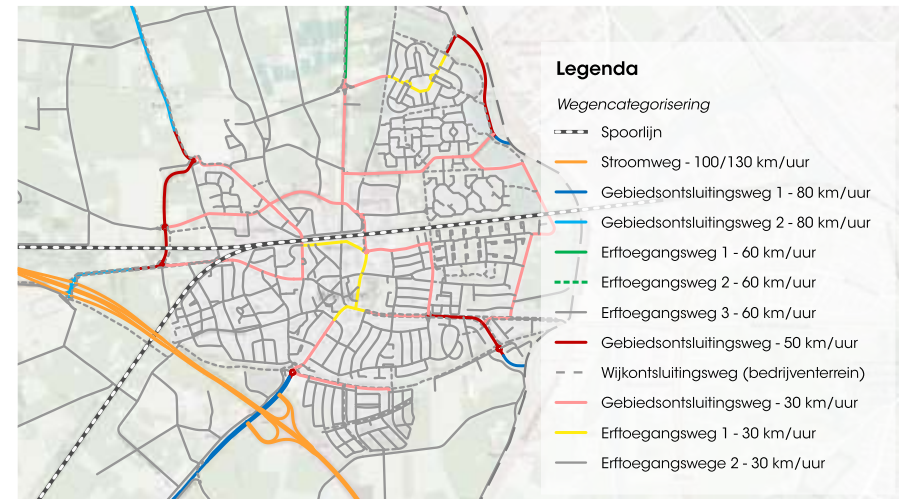 Legenda
Wegencategorisering
Spoorlijn
Stroomweg - 100/130 km/uur
Gebiedsontsluitingsweg 1 - 80 km/uur
Gebiedsontsluitingsweg 2 - 80 km/uur
Erftoegangsweg 1 - 60 km/uur
Erftoegangsweg 2 - 60 km/uur
Erftoegangsweg 3 - 60 km/uur
Gebiedsontsluitingsweg - 50 km/uur
Wijkontsluitingsweg (bedrijventerrein)
Gebiedsontsluitingsweg - 30 km/uur
Erftoegangsweg 1 - 30 km/uur
Erftoegangswege 2 - 30 km/uur